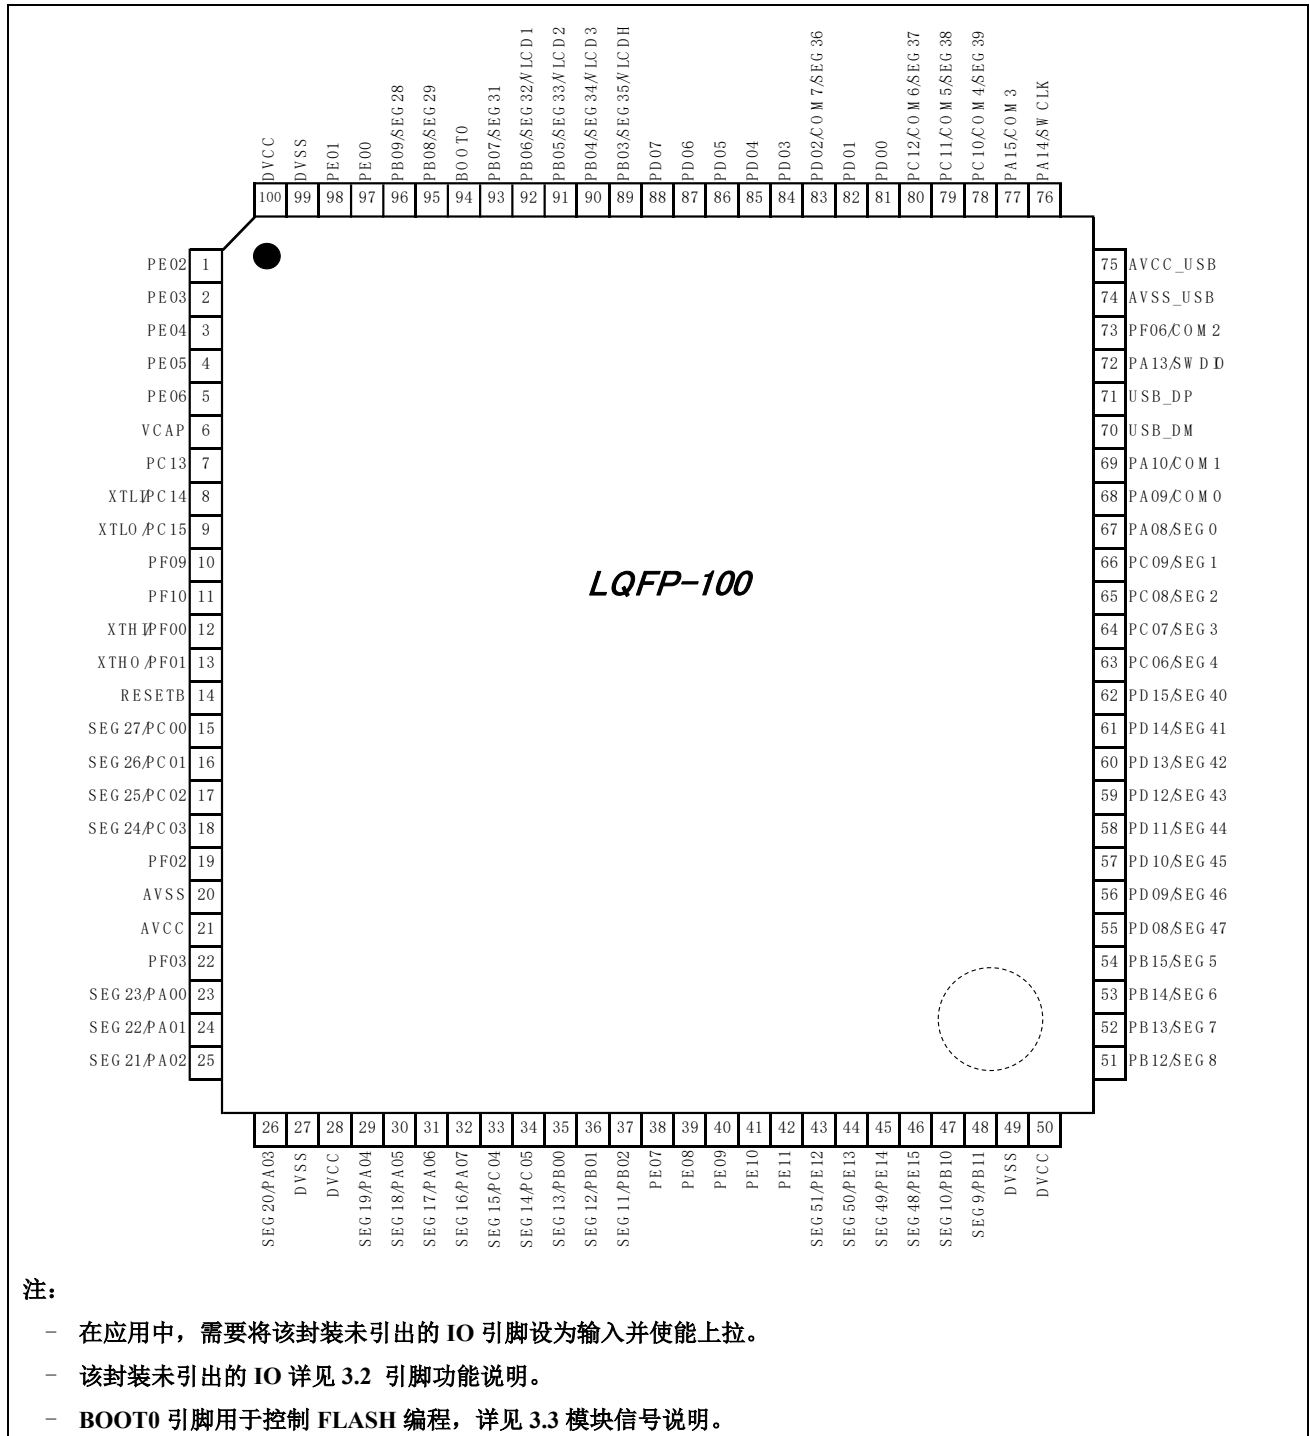 DVCC
DVSS
PE01
PE00
PB09/SEG28
PB08/SEG29
BOOT0
PB07/SEG31
PB06/SEG32/VLCD1
PB05/SEG33/VLCD2
PB04/SEG34/VLCD3
PB03/SEG35/VLCDH
PD07
PD06
PD05
PD04
PD03
PD02/COM7/SEG36
PD01
PD00
PC12/COM6/SEG37
PC11/COM5/SEG38
PC10/COM4/SEG39
PA15/COM3
PA14/SWCLK
100 99 98 97 96 95 94 93 92 91 90 89 88 87 86 85 84 83 82 81 80 79 78 77 76
PE02 1
PE03 2
PE04 3
PE05 4
PE06 5
VCAP 6
PC13 7
XTLI/PC14 8
XTLO/PC15 9
PF09 10
PF10 11
XTHI/PF00 12
XTHO/PF01 13
RESETB 14
SEG27/PC00 15
SEG26/PC01 16
SEG25/PC02 17
SEG24/PC03 18
PF02 19
AVSS 20
AVCC 21
PF03 22
SEG23/PA00 23
SEG22/PA01 24
SEG21/PA02 25
LQFP-100
75 AVCC_USB
74 AVSS_USB
73 PF06/COM2
72 PA13/SWDIO
71 USB_DP
70 USB_DM
69 PA10/COM1
68 PA09/COM0
67 PA08/SEG0
66 PC09/SEG1
65 PC08/SEG2
64 PC07/SEG3
63 PC06/SEG4
62 PD15/SEG40
61 PD14/SEG41
60 PD13/SEG42
59 PD12/SEG43
58 PD11/SEG44
57 PD10/SEG45
56 PD09/SEG46
55 PD08/SEG47
54 PB15/SEG5
53 PB14/SEG6
52 PB13/SEG7
51 PB12/SEG8
26 27 28 29 30 31 32 33 34 35 36 37 38 39 40 41 42 43 44 45 46 47 48 49 50
SEG20/PA03
DVSS
DVCC
SEG19/PA04
SEG18/PA05
SEG17/PA06
SEG16/PA07
SEG15/PC04
SEG14/PC05
SEG13/PB00
SEG12/PB01
SEG11/PB02
PE07
PE08
PE09
PE10
PE11
SEG51/PE12
SEG50/PE13
SEG49/PE14
SEG48/PE15
SEG10/PB10
SEG9/PB11
DVSS
DVCC
注：
－ 在应用中，需要将该封装未引出的 IO 引脚设为输入并使能上拉。
－ 该封装未引出的 IO 详见 3.2 引脚功能说明。
－ BOOT0 引脚用于控制 FLASH 编程，详见 3.3 模块信号说明。